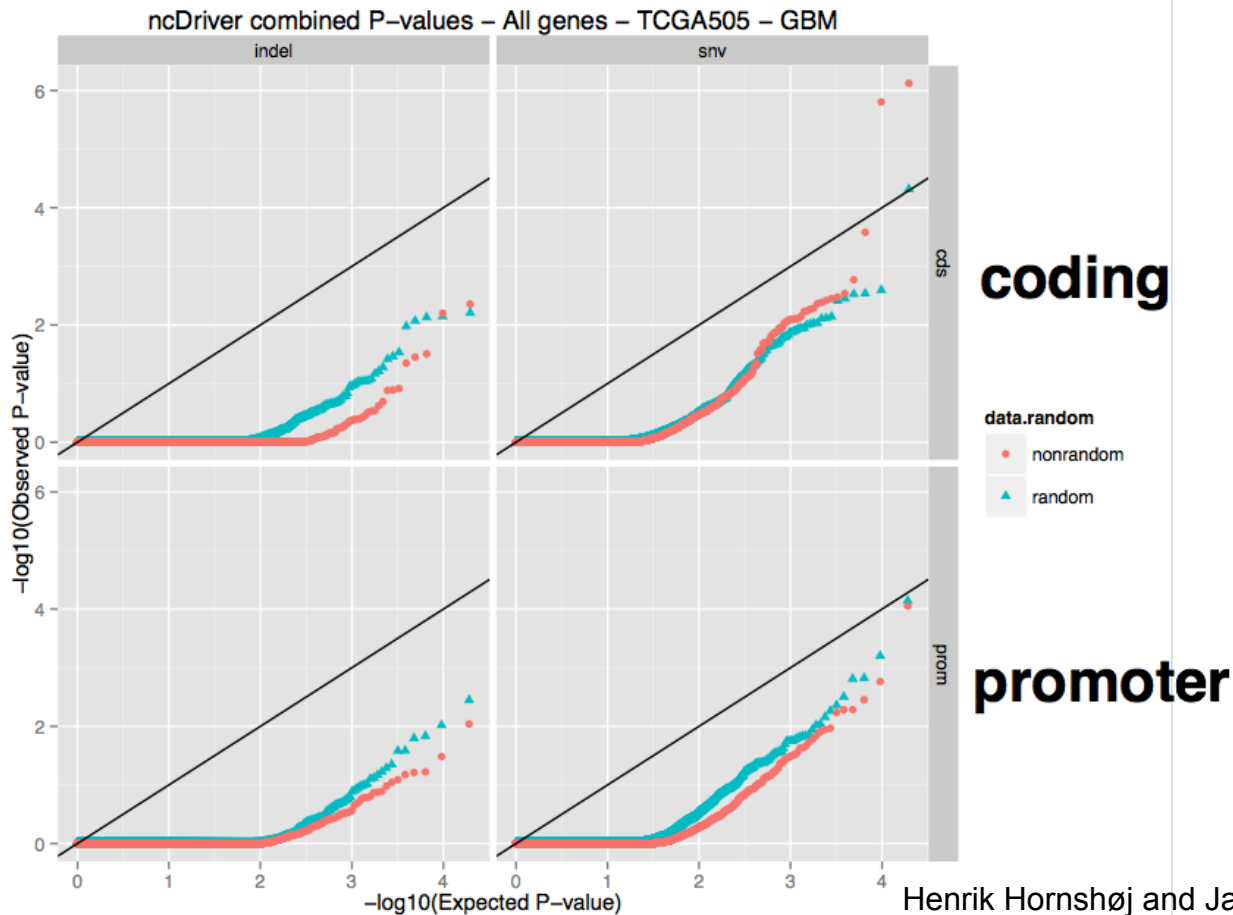 ncDriver combined P−values − All genes − TCGA505 − GBM
indel
snv
6
4
2
0
cds
coding
−log10(Observed P−value)
data.random
nonrandom
random
6
4
2
0
prom
promoter
0 1 2 3 4
0 1 2 3 4
−log10(Expected P−value)
Henrik Hornshøj and Ja